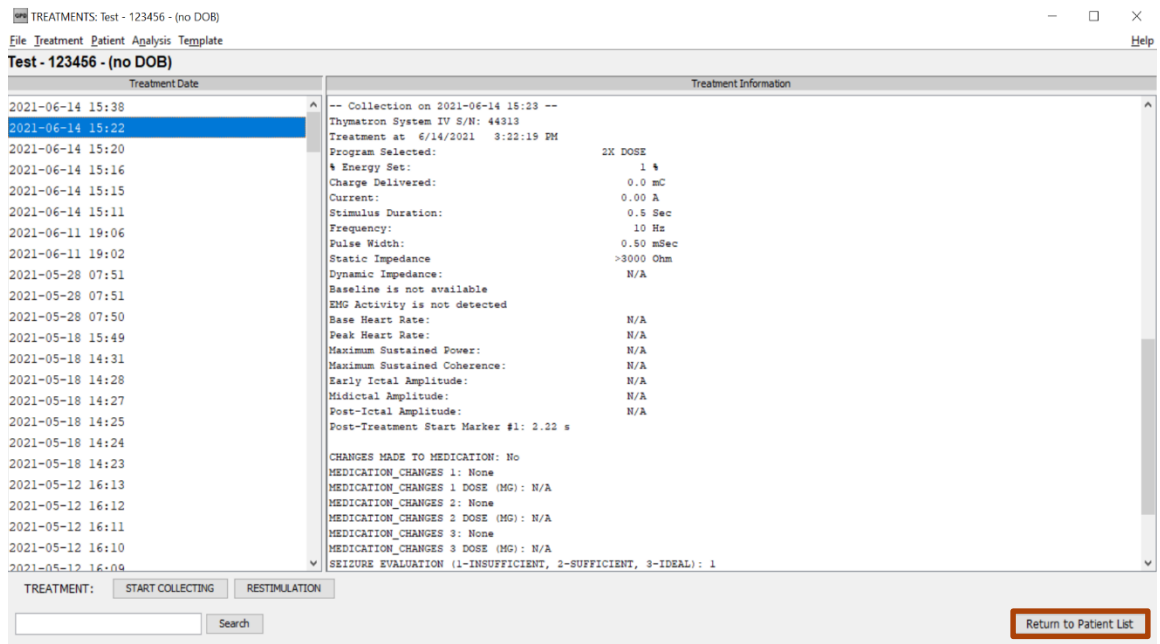 GPD TREATMENTS: Test - 123456 - (no DOB)
File Treatment Patient Analysis Template Help
Test - 123456 - (no DOB)
Treatment Date
2021-06-14 15:38
2021-06-14 15:22
2021-06-14 15:20
2021-06-14 15:16
2021-06-14 15:15
2021-06-14 15:11
2021-06-11 19:06
2021-06-11 19:02
2021-05-28 07:51
2021-05-28 07:51
2021-05-28 07:50
2021-05-18 15:49
2021-05-18 14:31
2021-05-18 14:28
2021-05-18 14:27
2021-05-18 14:25
2021-05-18 14:24
2021-05-18 14:23
2021-05-12 16:13
2021-05-12 16:12
2021-05-12 16:11
2021-05-12 16:10
2021-05-12 16:09
Treatment Information
-- Collection on 2021-06-14 15:23 --
Thymatron System IV S/N: 44313
Treatment at 6/14/2021 3:22:19 PM
Program Selected: 2X DOSE
% Energy Set: 1 %
Charge Delivered: 0.0 mC
Current: 0.00 A
Stimulus Duration: 0.5 Sec
Frequency: 10 Hz
Pulse Width: 0.50 mSec
Static Impedance >3000 Ohm
Dynamic Impedance: N/A
Baseline is not available
EMG Activity is not detected
Base Heart Rate: N/A
Peak Heart Rate: N/A
Maximum Sustained Power: N/A
Maximum Sustained Coherence: N/A
Early Ictal Amplitude: N/A
Midictal Amplitude: N/A
Post-Ictal Amplitude: N/A
Post-Treatment Start Marker #1: 2.22 s
CHANGES MADE TO MEDICATION: No
MEDICATION_CHANGES 1: None
MEDICATION_CHANGES 1 DOSE (MG): N/A
MEDICATION_CHANGES 2: None
MEDICATION_CHANGES 2 DOSE (MG): N/A
MEDICATION_CHANGES 3: None
MEDICATION_CHANGES 3 DOSE (MG): N/A
SEIZURE EVALUATION (1-INSUFFICIENT, 2-SUFFICIENT, 3-IDEAL): 1
TREATMENT: START COLLECTING RESTIMULATION
Search
Return to Patient List